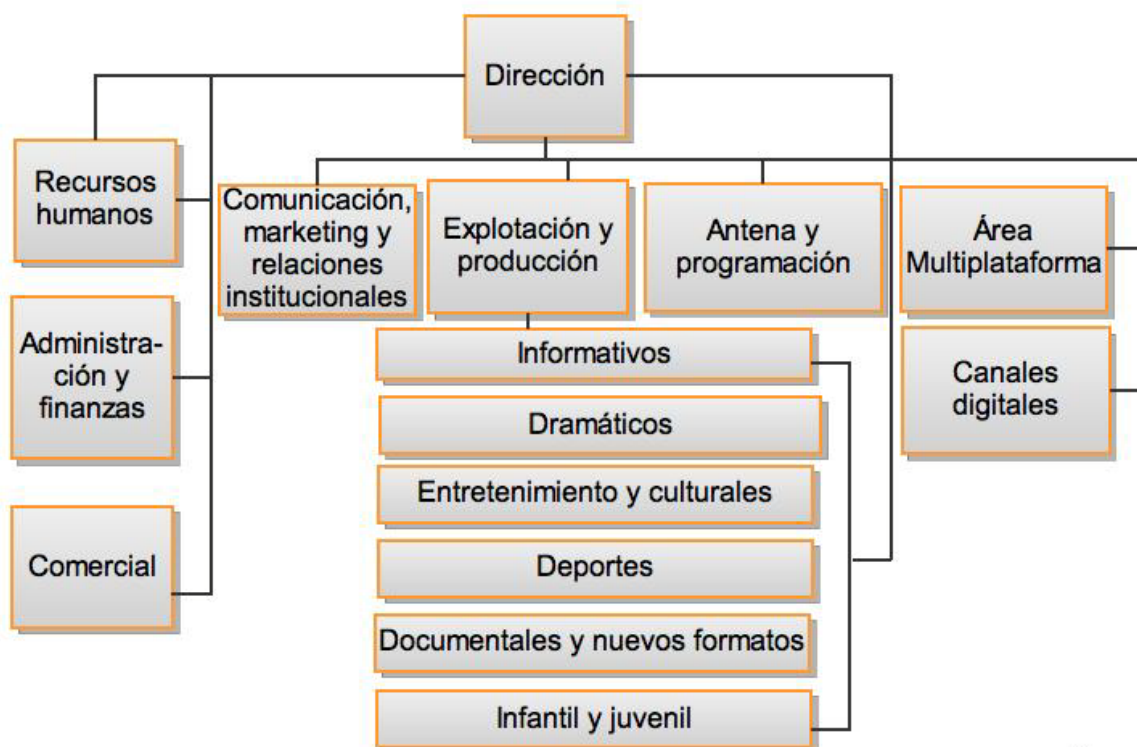 Dirección
Recursos
humanos
Comunicación,
marketing y
relaciones
institucionales
Explotación y
producción
Antena y
programación
Área
Multiplataforma
Administra-
ción y
finanzas
Informativos
Canales
digitales
Dramáticos
Entretenimiento y culturales
Comercial
Deportes
Documentales y nuevos formatos
Infantil y juvenil